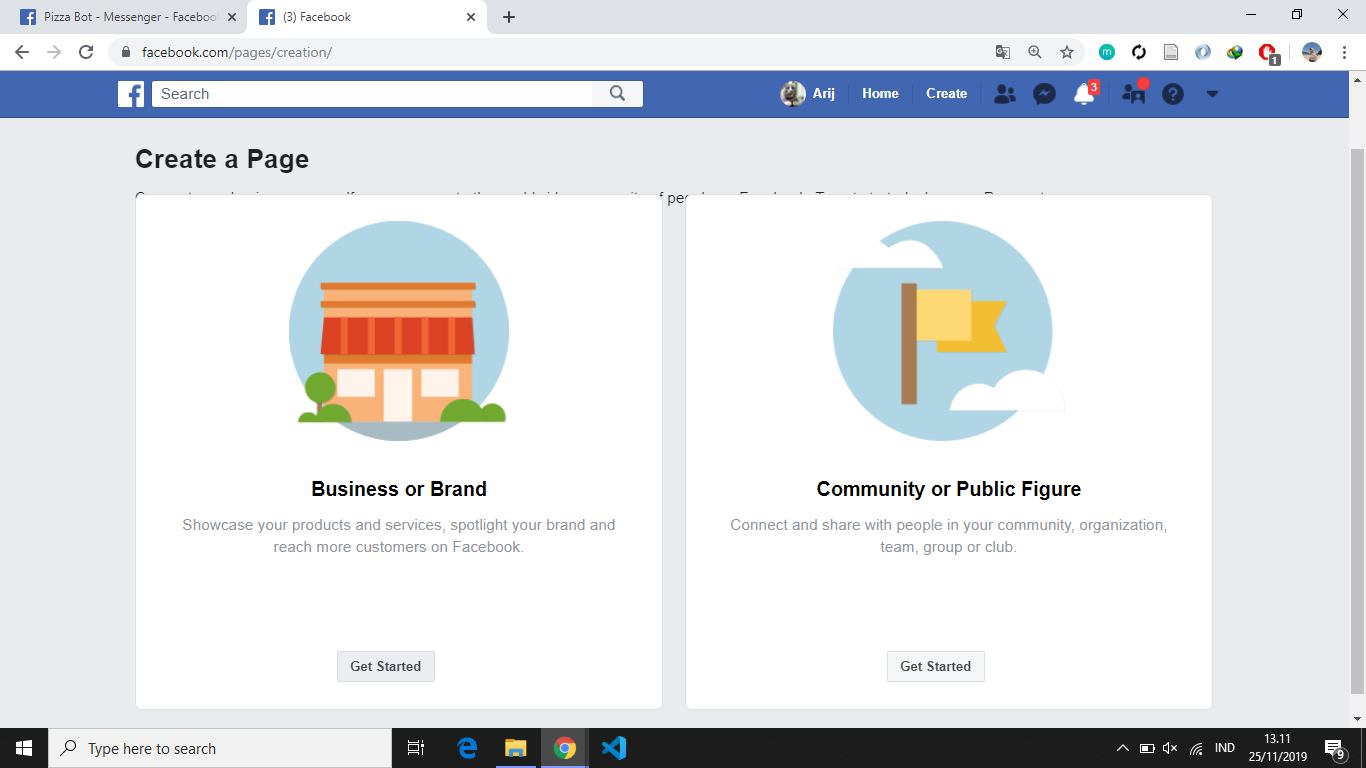 Pizza Bot - Messenger - Faceboo
(3) Facebook
facebook.com/pages/creation/
m
1
f
Search
Arij
Home
Create
3
Create a Page
Business or Brand
Showcase your products and services, spotlight your brand and
reach more customers on Facebook.
Get Started
Community or Public Figure
Connect and share with people in your community, organization,
team, group or club.
Get Started
Type here to search
IND
13.11
25/11/2019
9